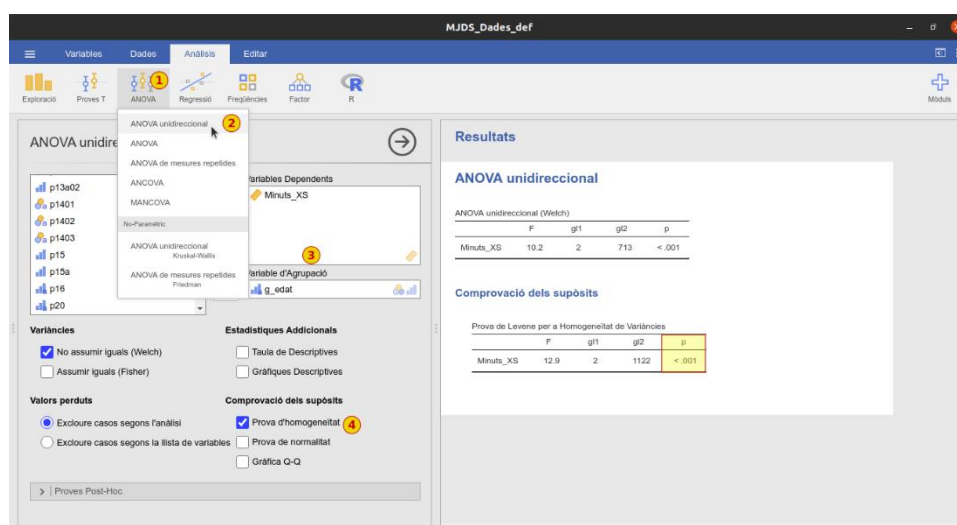 MJDS_Dades_def
Variables Dades Anàlisis Editar
Exploració Proves T ANOVA Regressió Freqüències Factor R Mòduls
1
ANOVA unidireccional 2
ANOVA
ANOVA de mesures repetides
ANCOVA
MANCOVA
No-Paramètric
ANOVA unidireccional
Kruskal-Wallis
ANOVA de mesures repetides
Friedman
ANOVA unidire
p13a02
p1401
p1402
p1403
p15
p15a
p16
p20
Variables Dependents
Minuts_XS
3
Variable d'Agrupació
g_edat
Variàncies
No assumir iguals (Welch)
Assumir iguals (Fisher)
Estadístiques Addicionals
Taula de Descriptives
Gràfiques Descriptives
Valors perduts
Excloure casos segons l'anàlisi
Excloure casos segons la llista de variables
Comprovació dels supòsits
Prova d'homogeneïtat 4
Prova de normalitat
Gràfica Q-Q
Proves Post-Hoc
Resultats
ANOVA unidireccional
ANOVA unidireccional (Welch)
F gl1 gl2 p
Minuts_XS 10.2 2 713 < .001
Comprovació dels supòsits
Prova de Levene per a Homogeneïtat de Variàncies
F gl1 gl2 p
Minuts_XS 12.9 2 1122 < .001